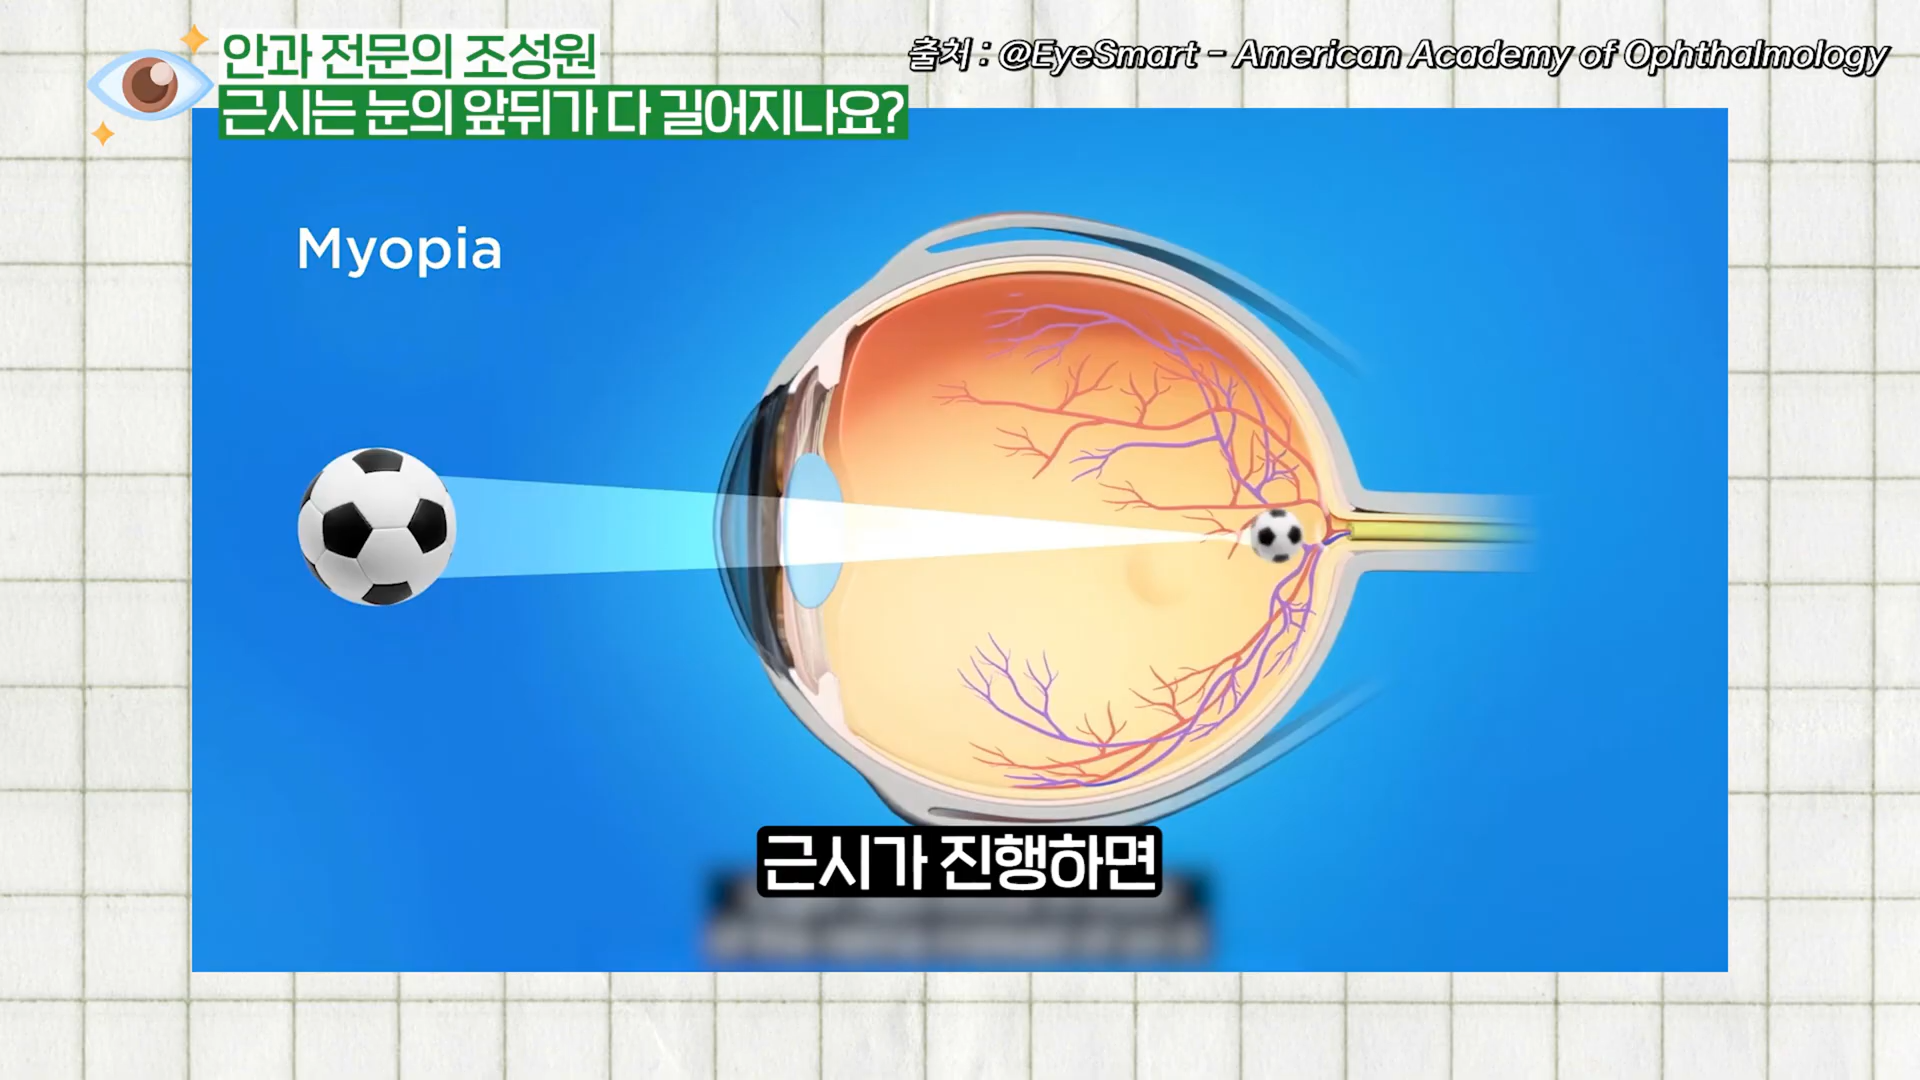 안과 전문의 조성원
근시는 눈의 앞뒤가 다 길어지나요?
출처 : @EyeSmart - American Academy of Ophthalmology
Myopia
근시가 진행하면